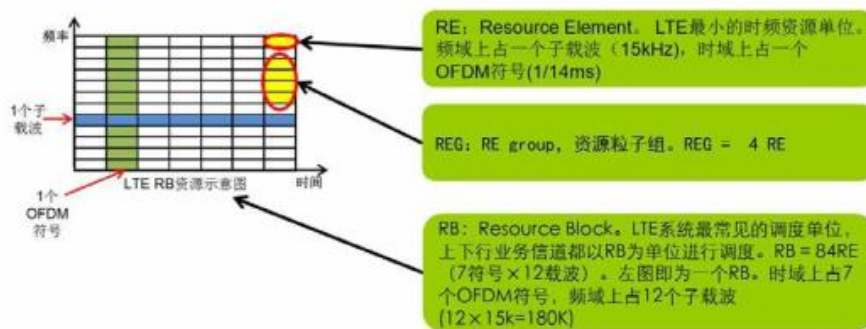 频率
1个子
载波
1个
OFDM
符号
LTE RB资源示意图
时间
RE：Resource Element。 LTE最小的时频资源单位。
频域上占一个子载波（15kHz)，时域上占一个
OFDM符号(1/14ms)
REG：RE group，资源粒子组。REG = 4 RE
RB：Resource Block。LTE系统最常见的调度单位，
上下行业务信道都以RB为单位进行调度。RB = 84RE
（7符号×12载波）。左图即为一个RB。时域上占7
个OFDM符号，频域上占12个子载波
(12×15k=180K)